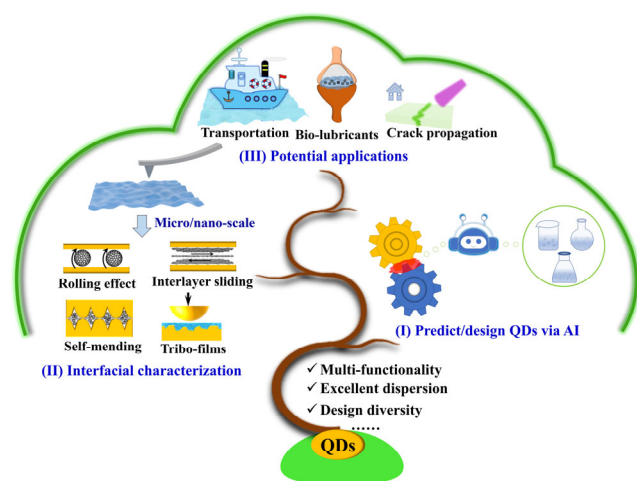 Transportation
Bio-lubricants
Crack propagation
(III) Potential applications
Micro/nano-scale
Rolling effect
Interlayer sliding
Self-mending
Tribo-films
(II) Interfacial characterization
(I) Predict/design QDs via AI
✓ Multi-functionality
✓ Excellent dispersion
✓ Design diversity
......
QDs